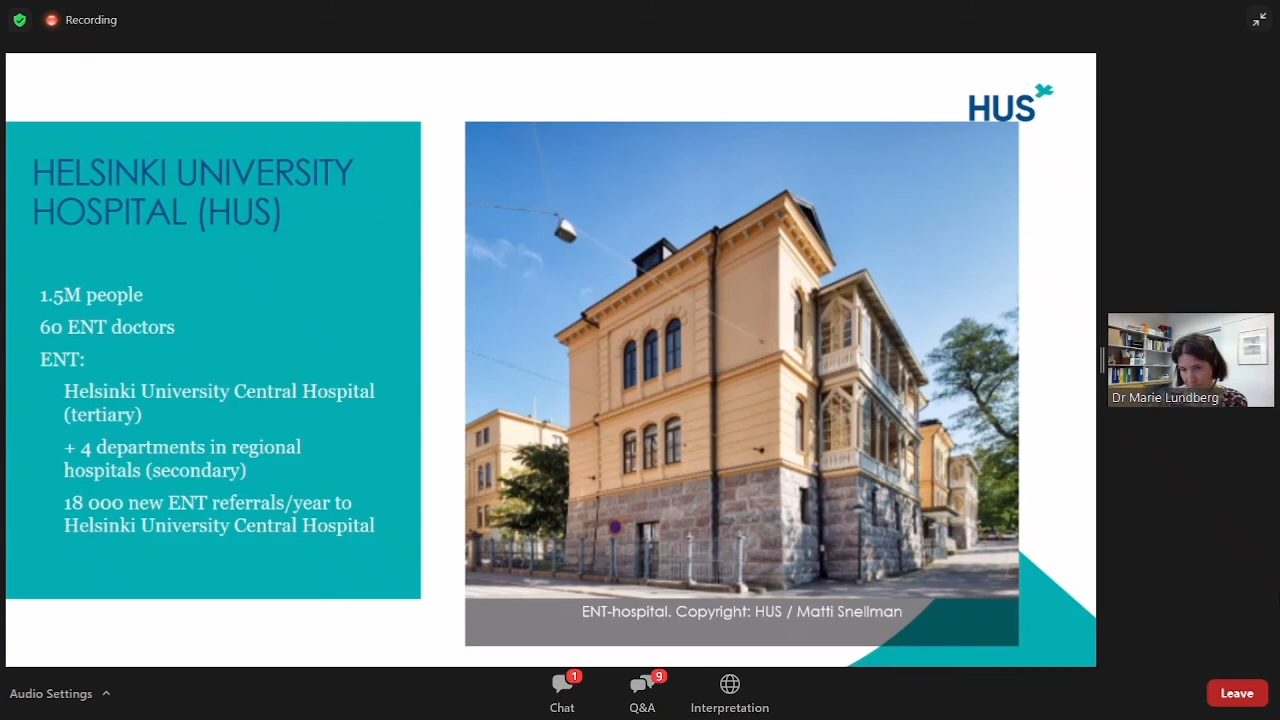 Recording
HUS
HELSINKI UNIVERSITY
HOSPITAL (HUS)
1.5M people
60 ENT doctors
ENT:
Helsinki University Central Hospital
(tertiary)
+ 4 departments in regional
hospitals (secondary)
18 000 new ENT referrals/year to
Helsinki University Central Hospital
ENT-hospital. Copyright: HUS / Matti Snellman
Dr Marie Lundberg
Audio Settings
1
Chat
9
Q&A
Interpretation
Leave